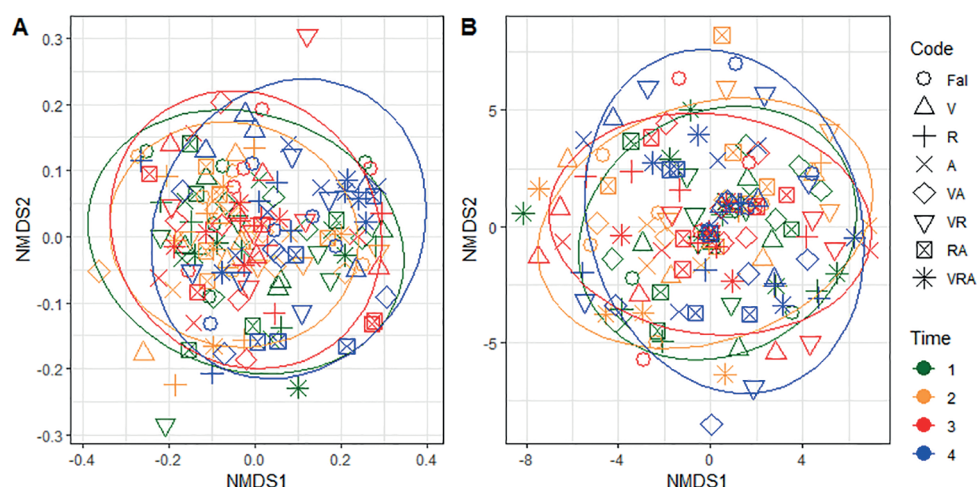 A
B
0.3
0.2
0.1
0.0
-0.1
-0.2
-0.3
NMDS2
-0.4 -0.2 0.0 0.2 0.4
NMDS1
5
0
-5
NMDS2
-8 -4 0 4
NMDS1
Code
Fal
V
R
A
VA
VR
RA
VRA
Time
1
2
3
4